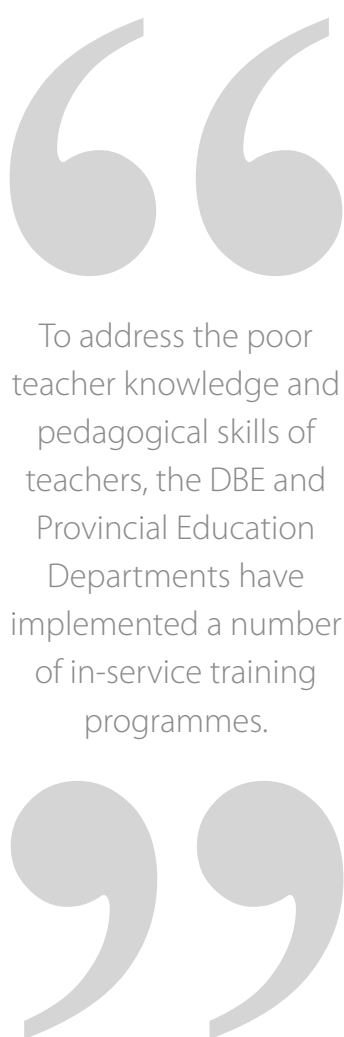 “
To address the poor
teacher knowledge and
pedagogical skills of
teachers, the DBE and
Provincial Education
Departments have
implemented a number
of in-service training
programmes.
”